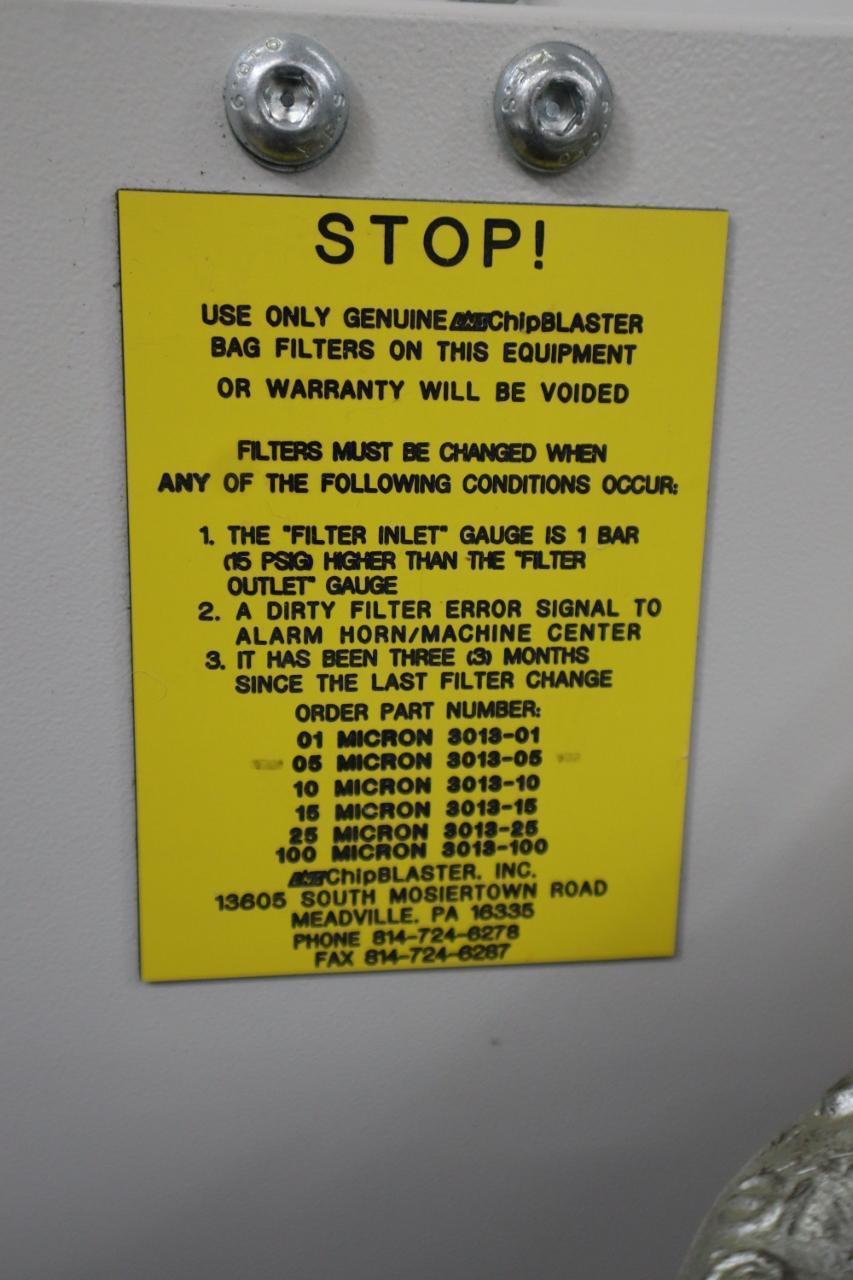 STOP!
USE ONLY GENUINE ChipBLASTER
BAG FILTERS ON THIS EQUIPMENT
OR WARRANTY WILL BE VOIDED
FILTERS MUST BE CHANGED WHEN
ANY OF THE FOLLOWING CONDITIONS OCCUR:
1. THE "FILTER INLET" GAUGE IS 1 BAR
(15 PSIG) HIGHER THAN THE "FILTER
OUTLET" GAUGE
2. A DIRTY FILTER ERROR SIGNAL TO
ALARM HORN/MACHINE CENTER
3. IT HAS BEEN THREE (3) MONTHS
SINCE THE LAST FILTER CHANGE
ORDER PART NUMBER:
01 MICRON 3013-01
05 MICRON 3013-05
10 MICRON 3013-10
15 MICRON 3013-15
25 MICRON 3013-25
100 MICRON 3013-100
ChipBLASTER, INC.
13605 SOUTH MOSIERTOWN ROAD
MEADVILLE, PA 16335
PHONE 814-724-6278
FAX 814-724-6287